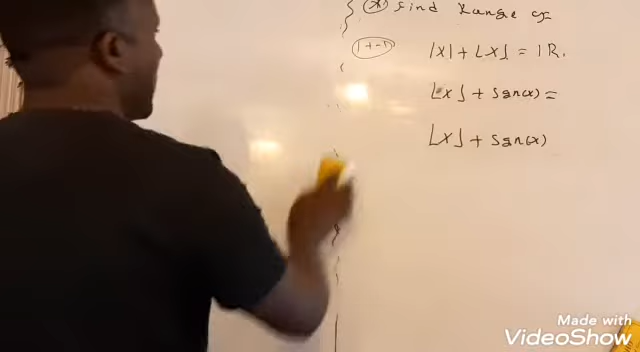 Find Range of
|x| + ⌊x⌋ = IR.
⌊x⌋ + sgn(x) =
⌊x⌋ + sgn(x)
Made with
VideoShow